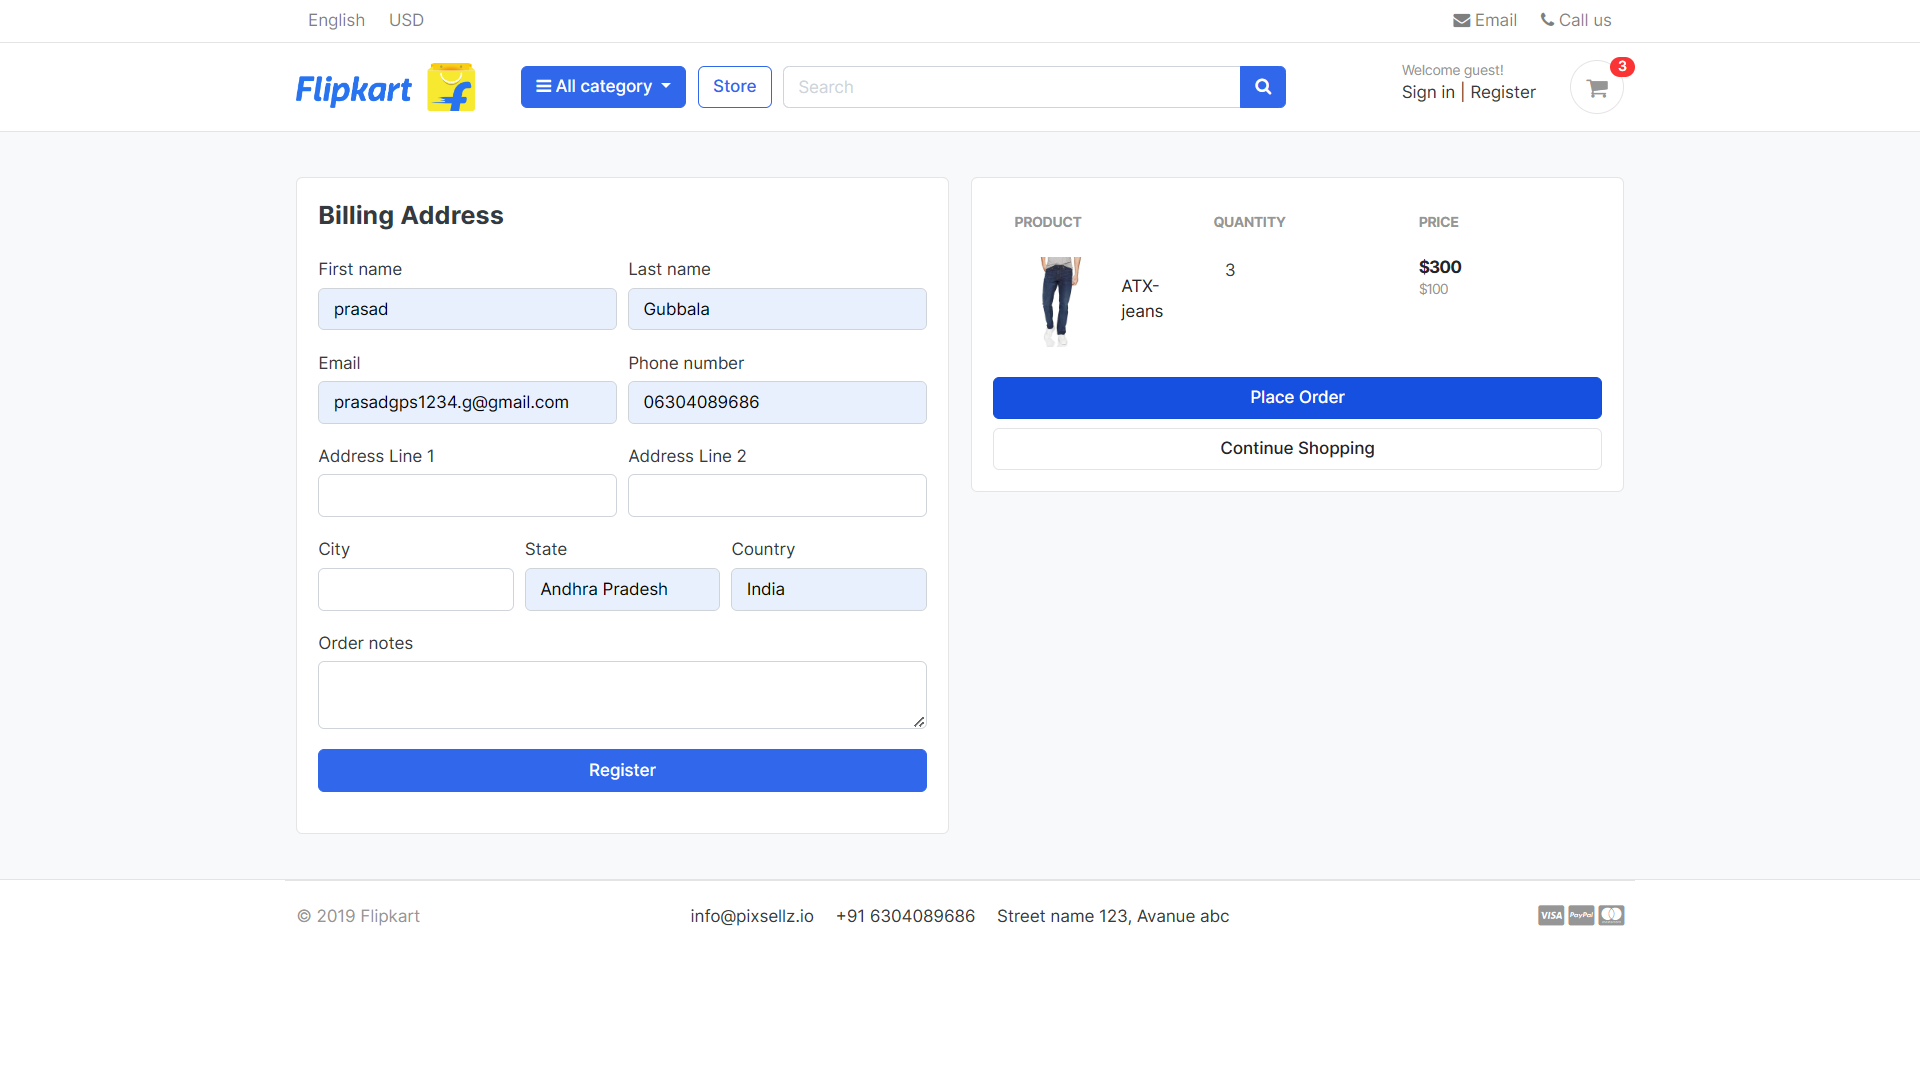 English USD
Email Call us
Flipkart
All category
Store
Search
Welcome guest!
Sign in | Register
3
Billing Address
First name Last name
prasad Gubbala
Email Phone number
prasadgps1234.g@gmail.com 06304089686
Address Line 1 Address Line 2
City State Country
Andhra Pradesh India
Order notes
Register
PRODUCT QUANTITY PRICE
ATX-
jeans
3
$300
$100
Place Order
Continue Shopping
© 2019 Flipkart
info@pixsellz.io +91 6304089686 Street name 123, Avanue abc
VISA PayPal